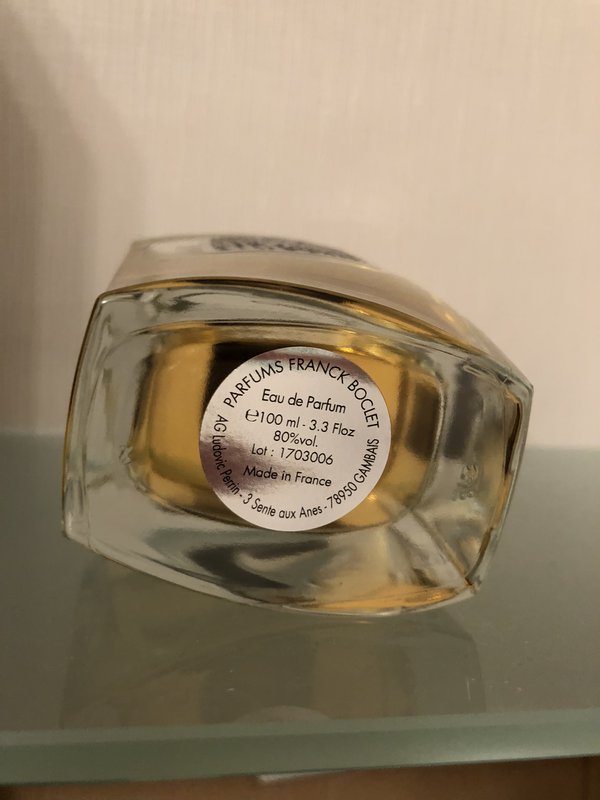 PARFUMS FRANCK BOCLET
Eau de Parfum
℮100 ml - 3.3 Floz
80%vol.
Lot : 1703006
Made in France
AG Ludovic Perrin - 3 Sente aux Anes - 78950 GAMBAIS